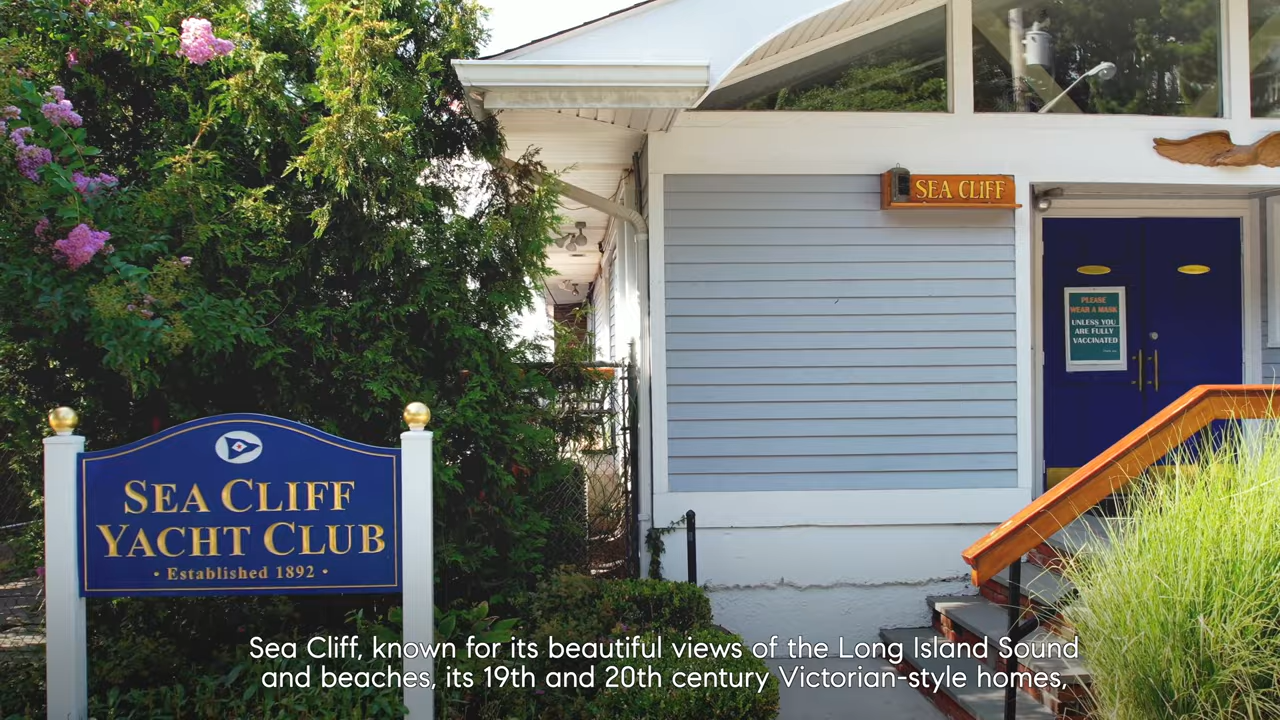 SEA CLIFF
PLEASE
WEAR A MASK
UNLESS YOU
ARE FULLY
VACCINATED
SEA CLIFF
YACHT CLUB
• Established 1892 •
Sea Cliff, known for its beautiful views of the Long Island Sound
and beaches, its 19th and 20th century Victorian-style homes,